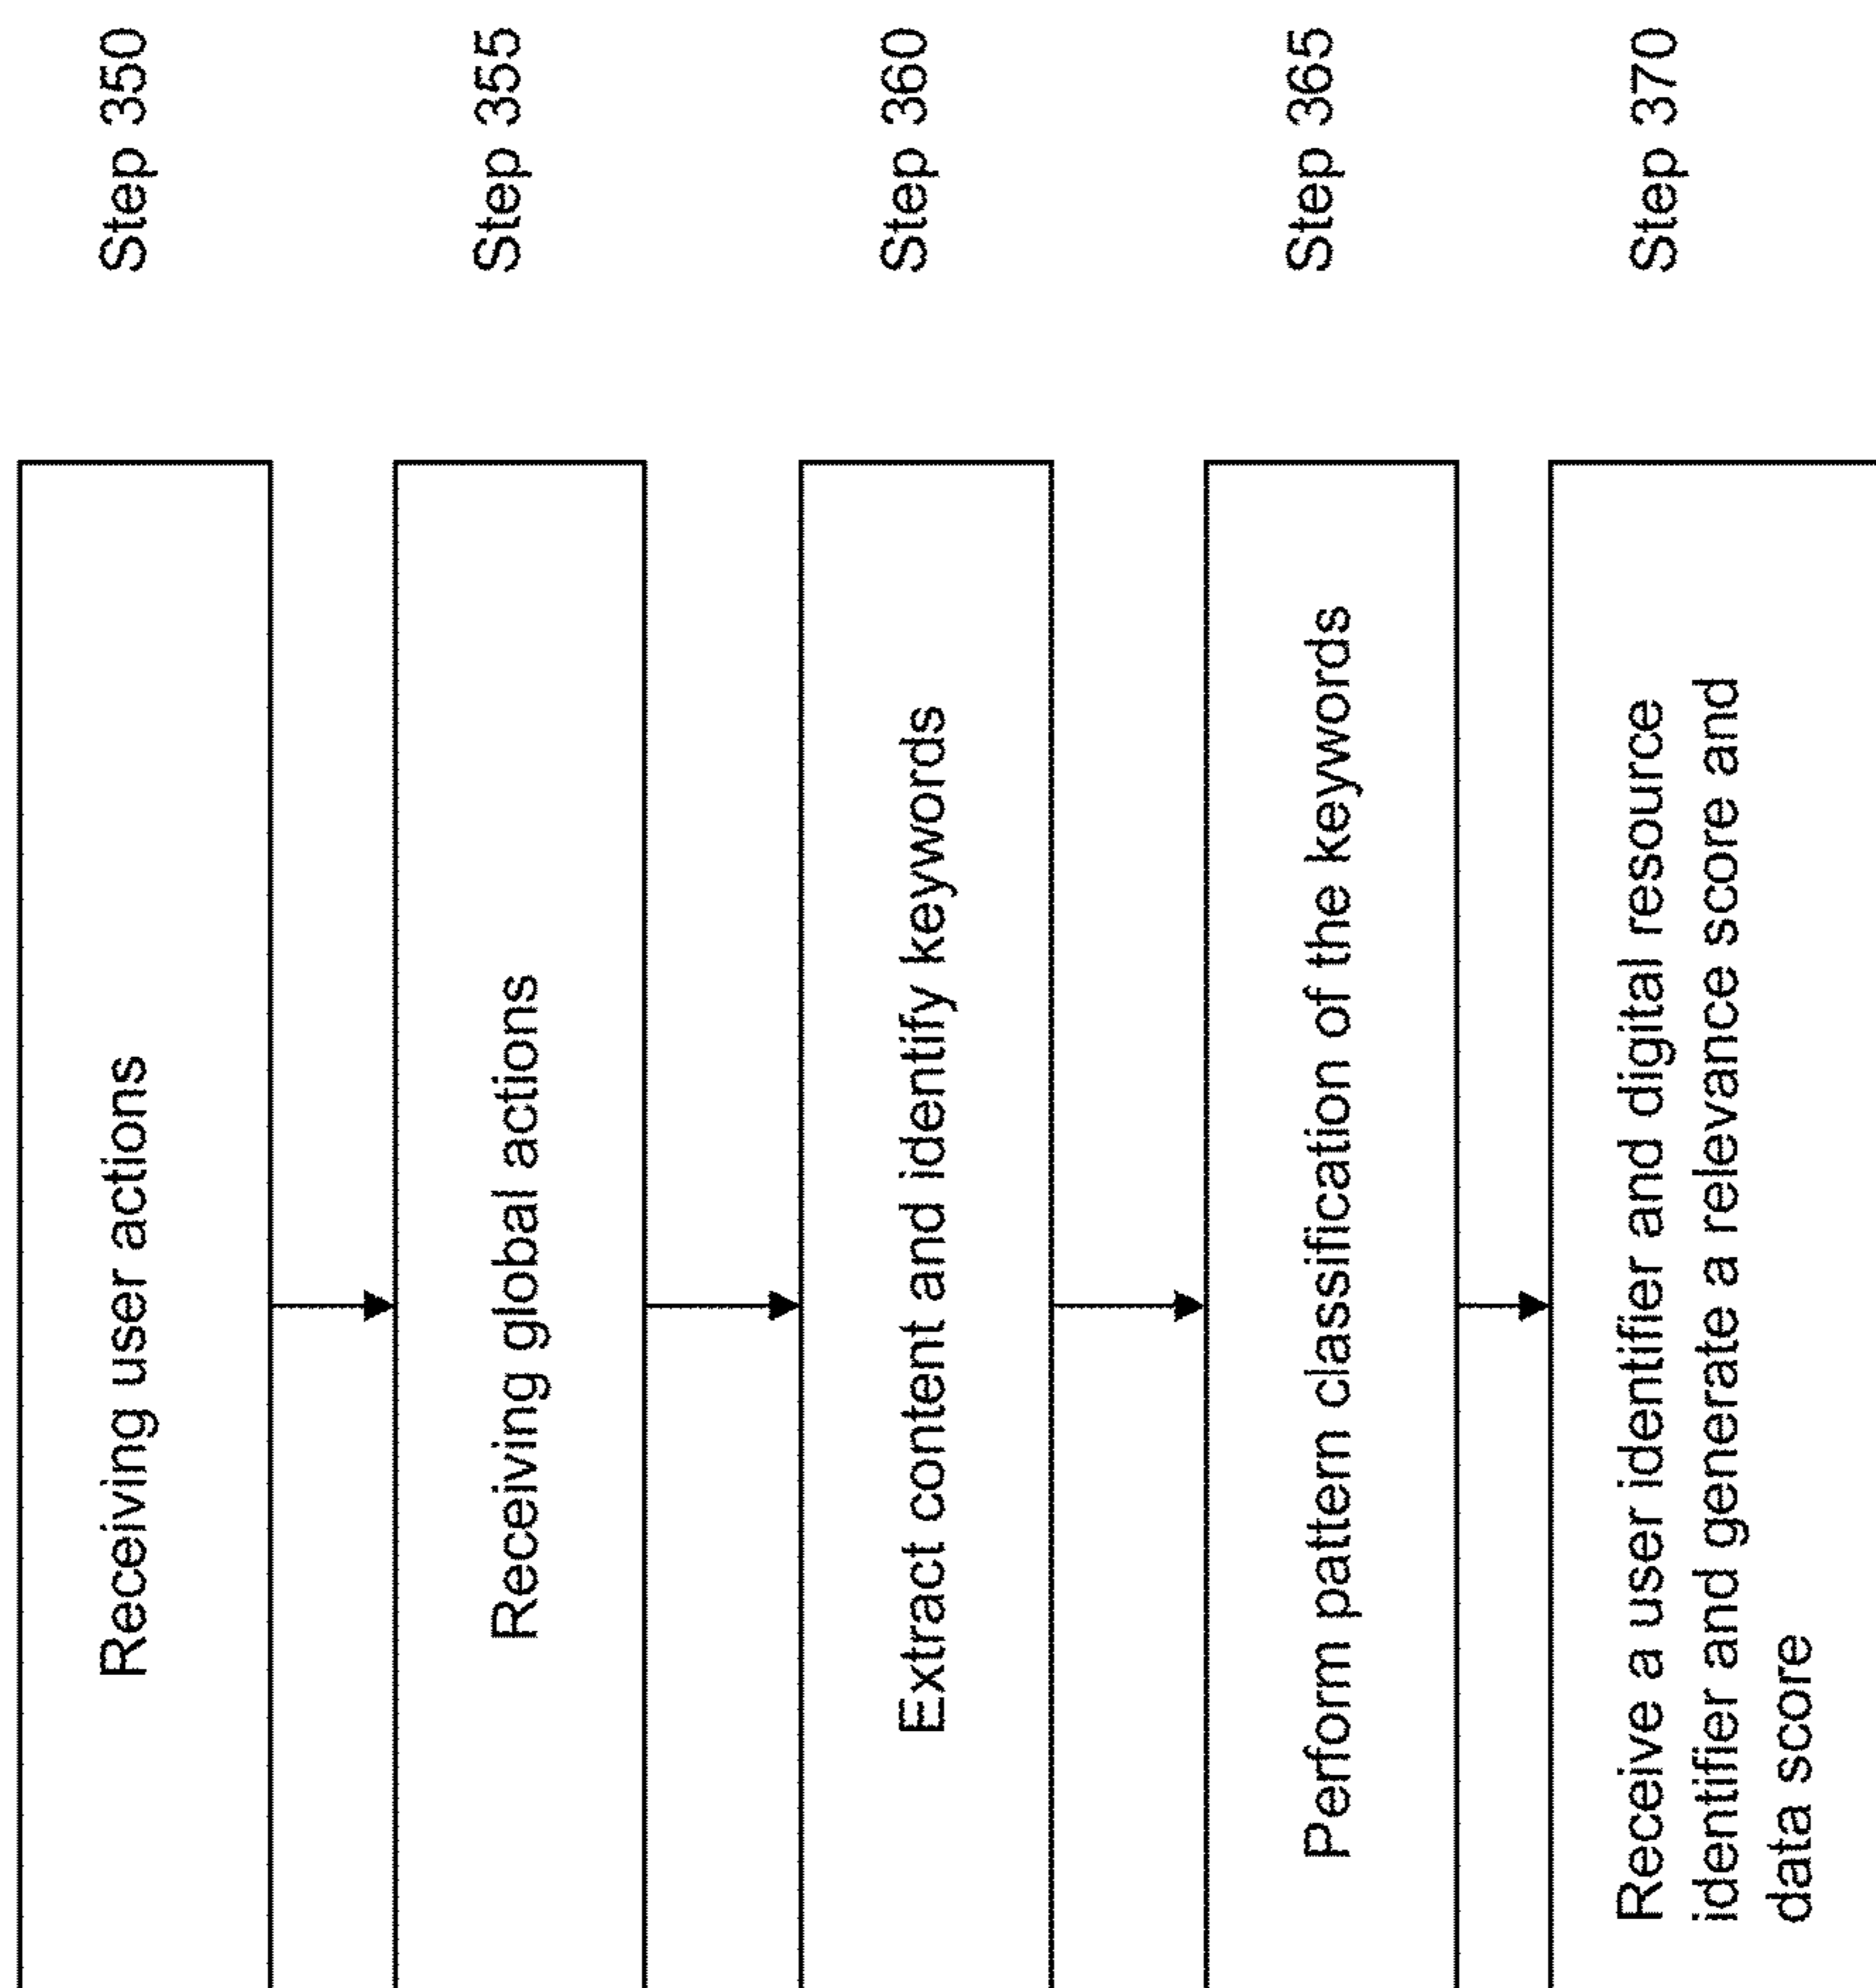 Receiving user actions
Step 350
Receiving global actions
Step 355
Extract content and identify keywords
Step 360
Perform pattern classification of the keywords
Step 365
Receive a user identifier and digital resource
identifier and generate a relevance score and
data score
Step 370